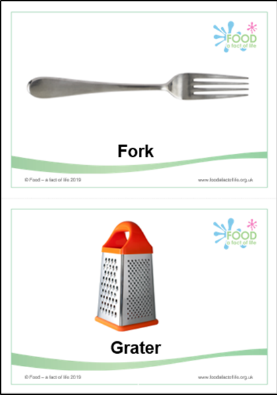 FOOD
a fact of life
Fork
© Food – a fact of life 2019
www.foodafactoflife.org.uk
FOOD
a fact of life
Grater
© Food – a fact of life 2019
www.foodafactoflife.org.uk